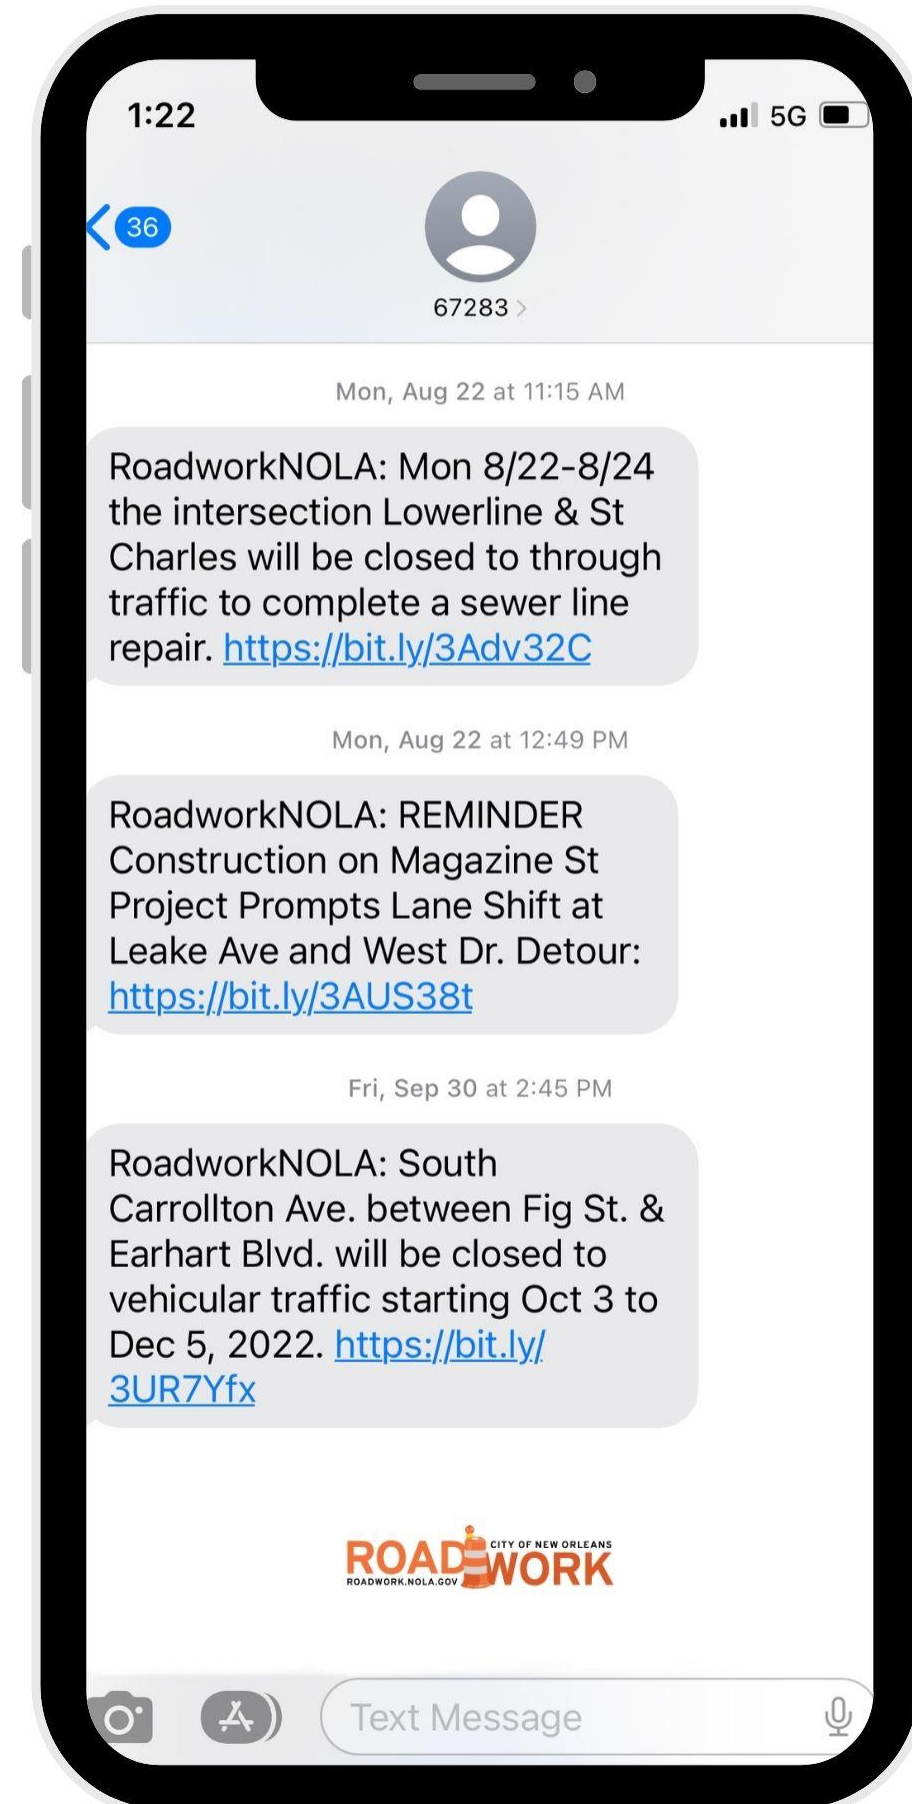 1:22
5G
36
67283
Mon, Aug 22 at 11:15 AM
RoadworkNOLA: Mon 8/22-8/24
the intersection Lowerline & St
Charles will be closed to through
traffic to complete a sewer line
repair. https://bit.ly/3Adv32C
Mon, Aug 22 at 12:49 PM
RoadworkNOLA: REMINDER
Construction on Magazine St
Project Prompts Lane Shift at
Leake Ave and West Dr. Detour:
https://bit.ly/3AUS38t
Fri, Sep 30 at 2:45 PM
RoadworkNOLA: South
Carrollton Ave. between Fig St. &
Earhart Blvd. will be closed to
vehicular traffic starting Oct 3 to
Dec 5, 2022. https://bit.ly/
3UR7Yfx
CITY OF NEW ORLEANS
ROADWORK
ROADWORK.NOLA.GOV
Text Message